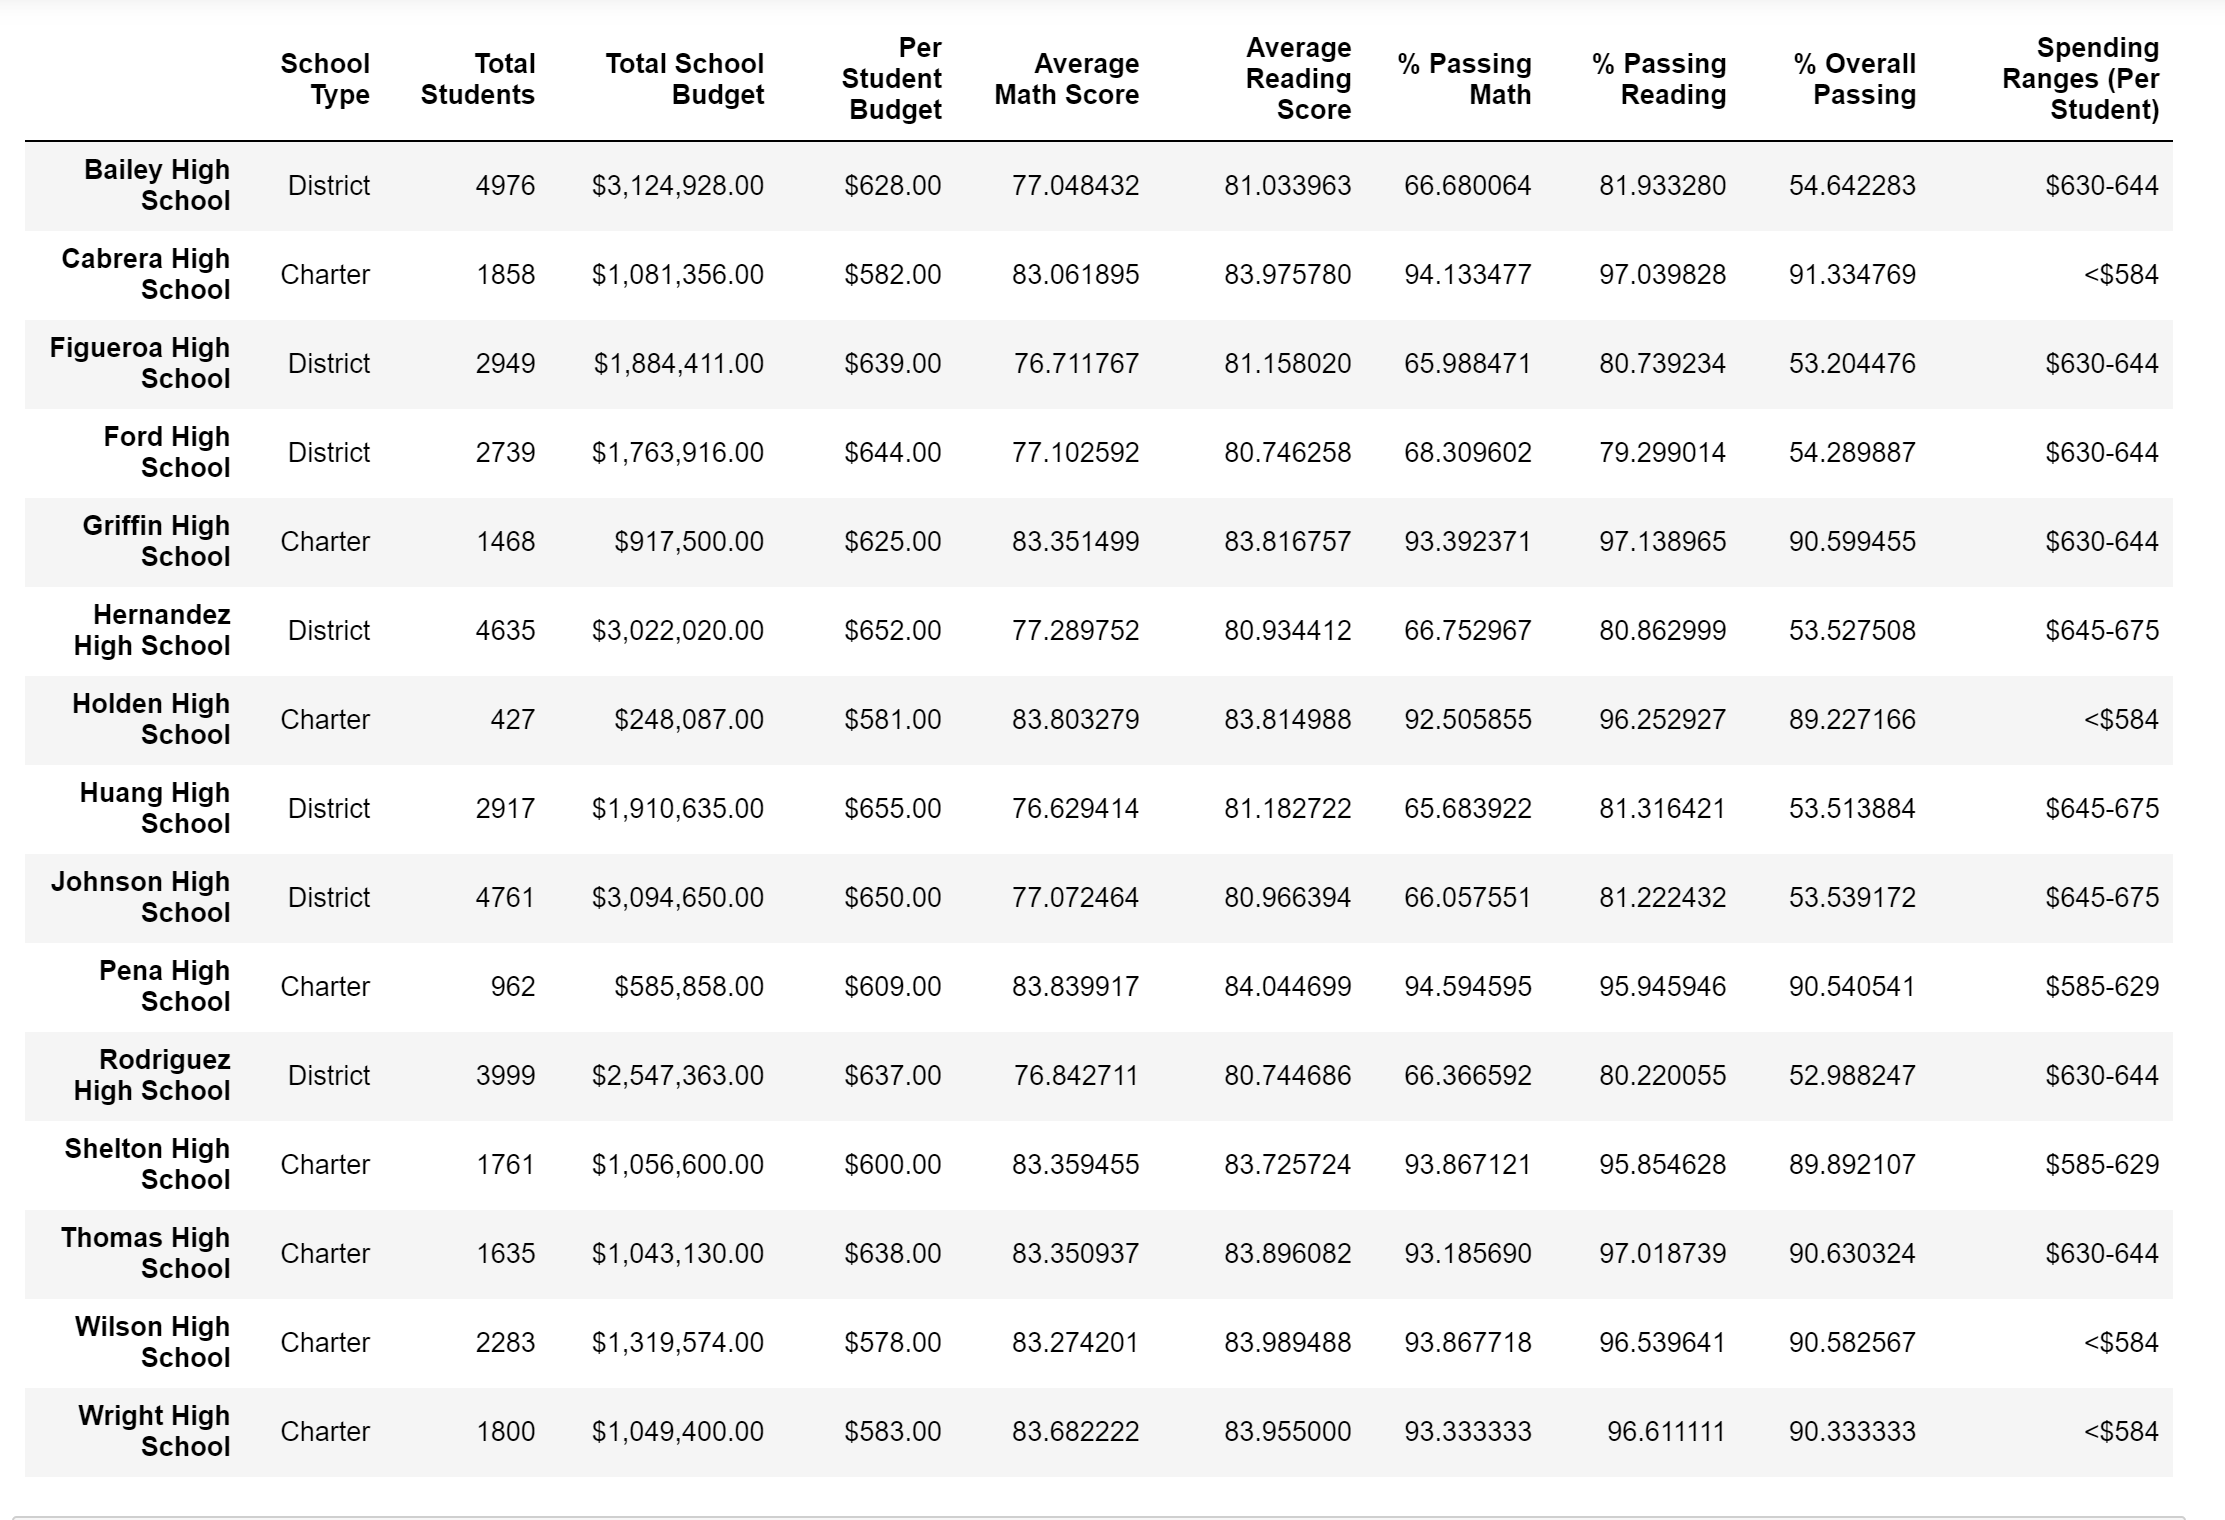 School Type Total Students Total School Budget Per Student Budget Average Math Score Average Reading Score % Passing Math % Passing Reading % Overall Passing Spending Ranges (Per Student)
Bailey High School District 4976 $3,124,928.00 $628.00 77.048432 81.033963 66.680064 81.933280 54.642283 $630-644
Cabrera High School Charter 1858 $1,081,356.00 $582.00 83.061895 83.975780 94.133477 97.039828 91.334769 <$584
Figueroa High School District 2949 $1,884,411.00 $639.00 76.711767 81.158020 65.988471 80.739234 53.204476 $630-644
Ford High School District 2739 $1,763,916.00 $644.00 77.102592 80.746258 68.309602 79.299014 54.289887 $630-644
Griffin High School Charter 1468 $917,500.00 $625.00 83.351499 83.816757 93.392371 97.138965 90.599455 $630-644
Hernandez High School District 4635 $3,022,020.00 $652.00 77.289752 80.934412 66.752967 80.862999 53.527508 $645-675
Holden High School Charter 427 $248,087.00 $581.00 83.803279 83.814988 92.505855 96.252927 89.227166 <$584
Huang High School District 2917 $1,910,635.00 $655.00 76.629414 81.182722 65.683922 81.316421 53.513884 $645-675
Johnson High School District 4761 $3,094,650.00 $650.00 77.072464 80.966394 66.057551 81.222432 53.539172 $645-675
Pena High School Charter 962 $585,858.00 $609.00 83.839917 84.044699 94.594595 95.945946 90.540541 $585-629
Rodriguez High School District 3999 $2,547,363.00 $637.00 76.842711 80.744686 66.366592 80.220055 52.988247 $630-644
Shelton High School Charter 1761 $1,056,600.00 $600.00 83.359455 83.725724 93.867121 95.854628 89.892107 $585-629
Thomas High School Charter 1635 $1,043,130.00 $638.00 83.350937 83.896082 93.185690 97.018739 90.630324 $630-644
Wilson High School Charter 2283 $1,319,574.00 $578.00 83.274201 83.989488 93.867718 96.539641 90.582567 <$584
Wright High School Charter 1800 $1,049,400.00 $583.00 83.682222 83.955000 93.333333 96.611111 90.333333 <$584